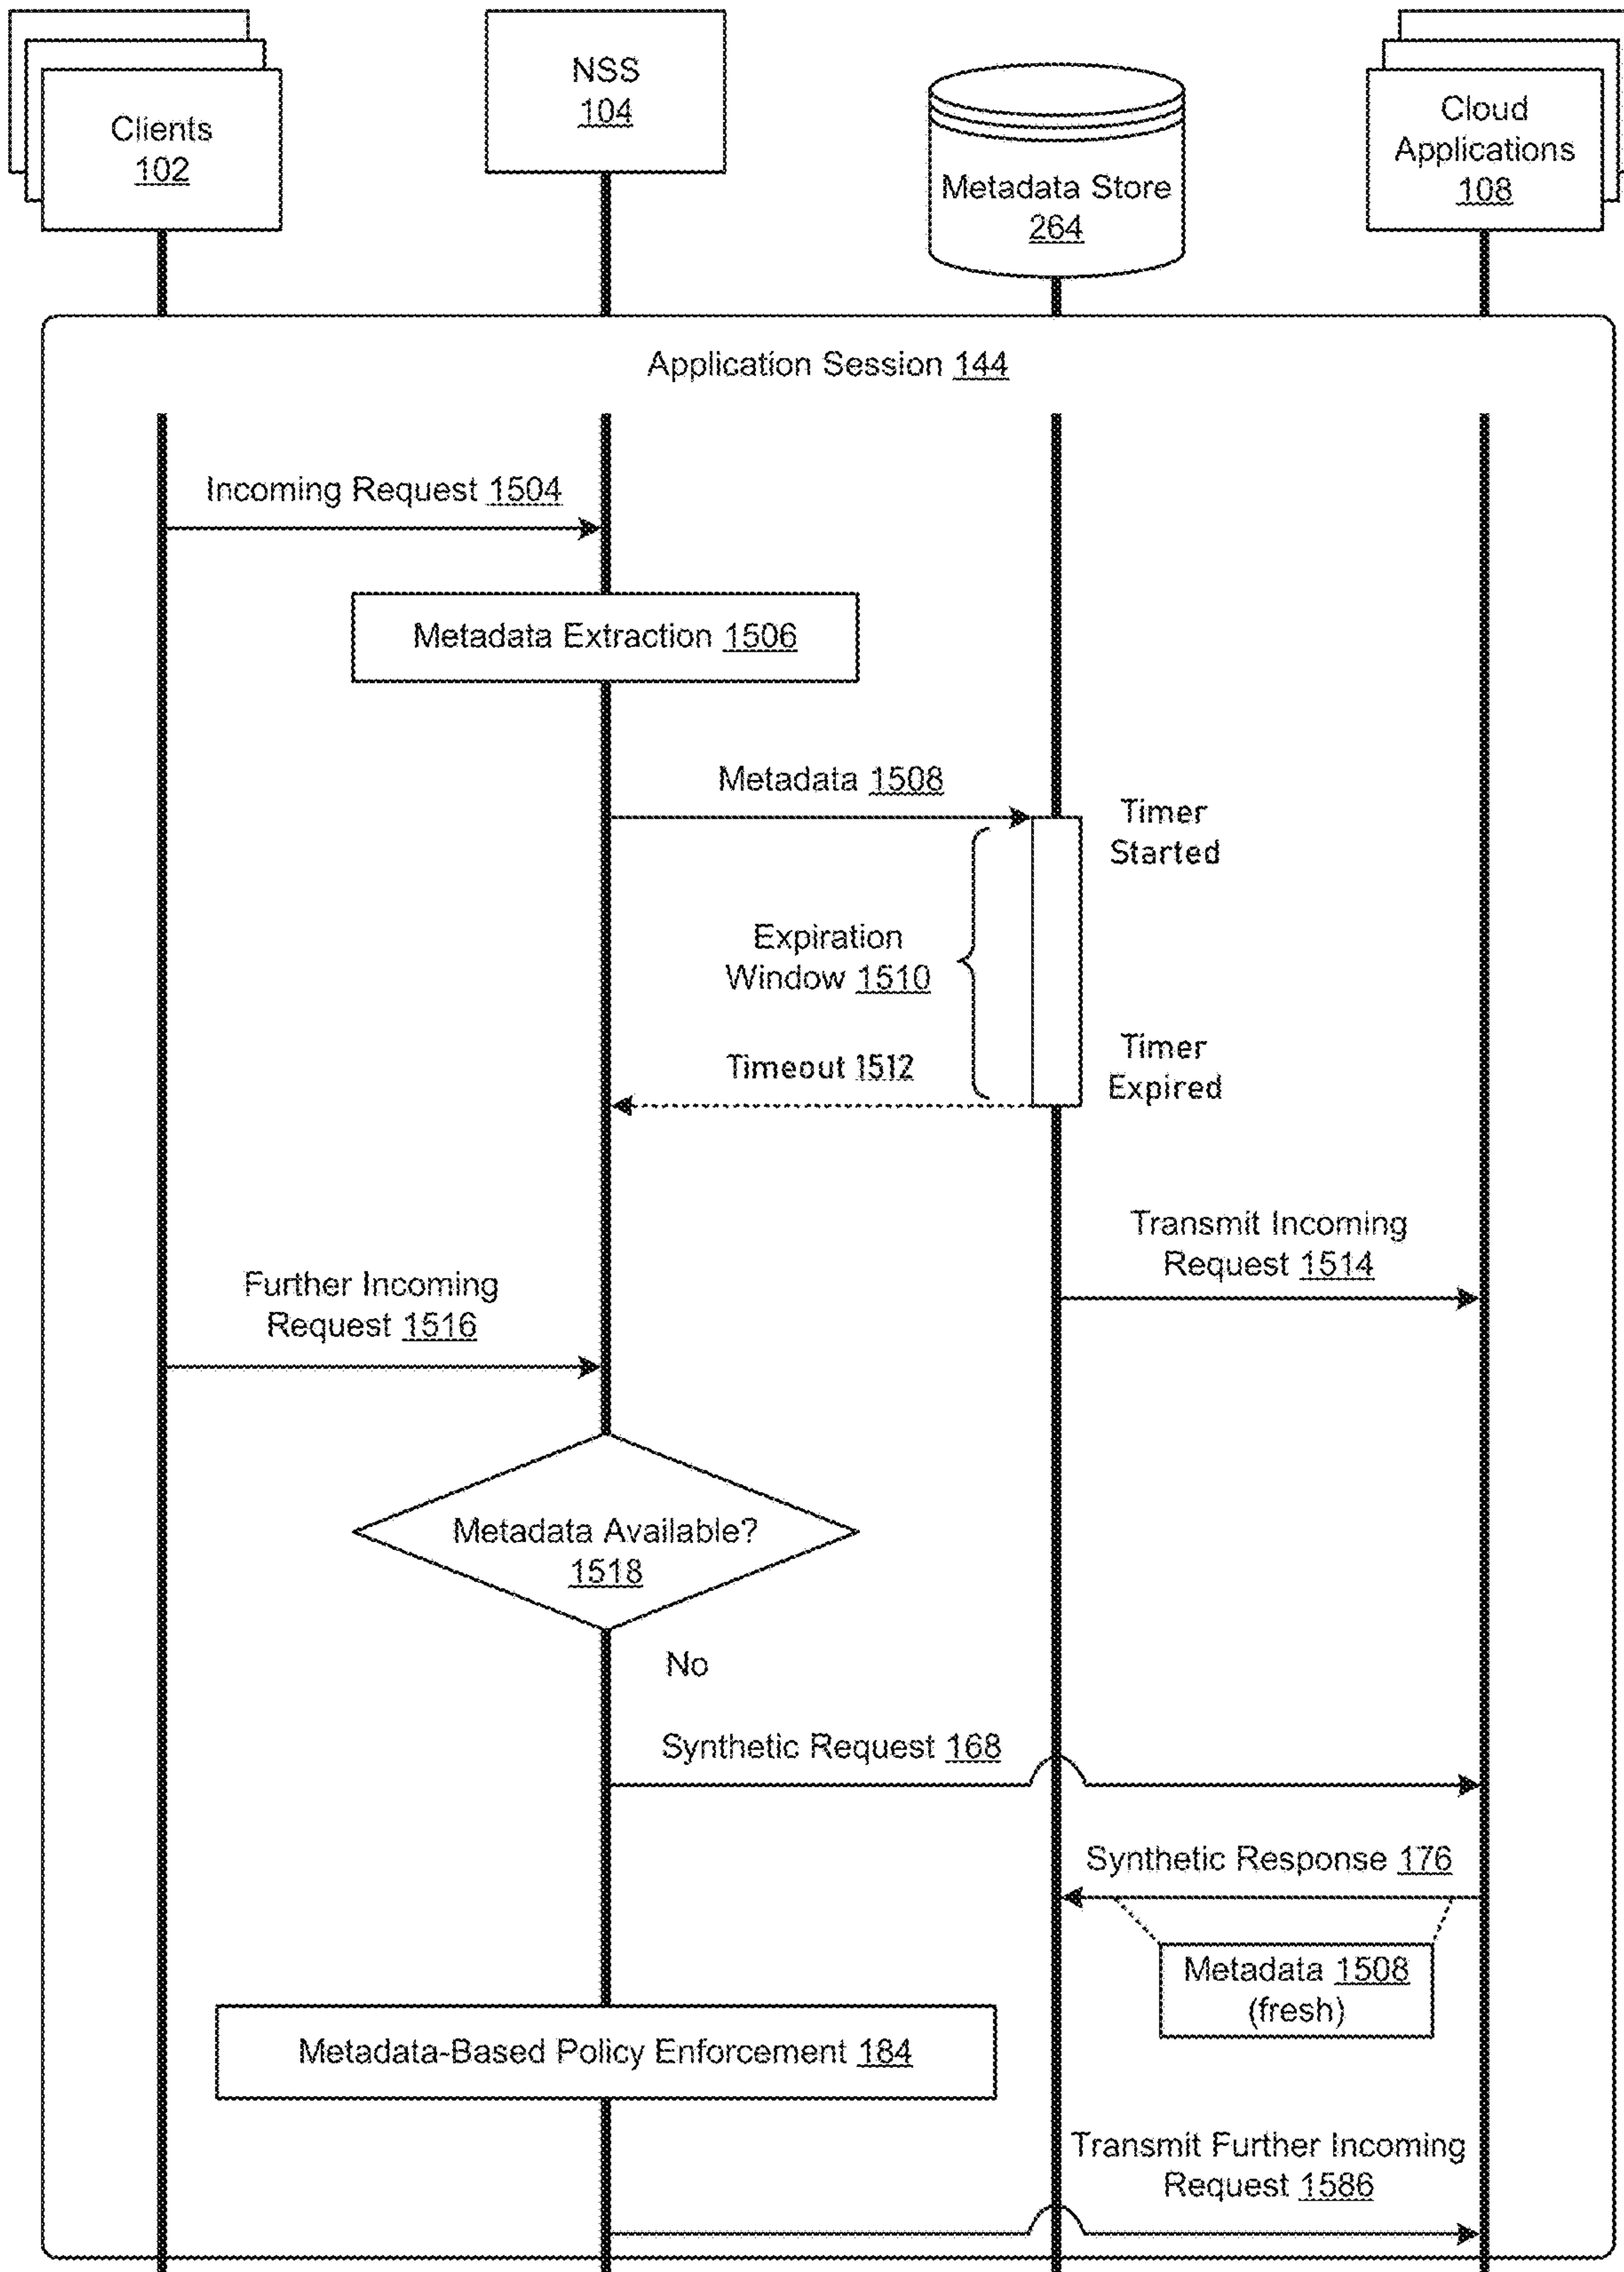 Clients
102
NSS
104
Metadata Store
264
Cloud
Applications
108
Application Session 144
Incoming Request 1504
Metadata Extraction 1506
Metadata 1508
Timer
Started
Expiration
Window 1510
Timeout 1512
Timer
Expired
Transmit Incoming
Request 1514
Further Incoming
Request 1516
Metadata Available?
1518
No
Synthetic Request 168
Synthetic Response 176
Metadata 1508
(fresh)
Metadata-Based Policy Enforcement 184
Transmit Further Incoming
Request 1586